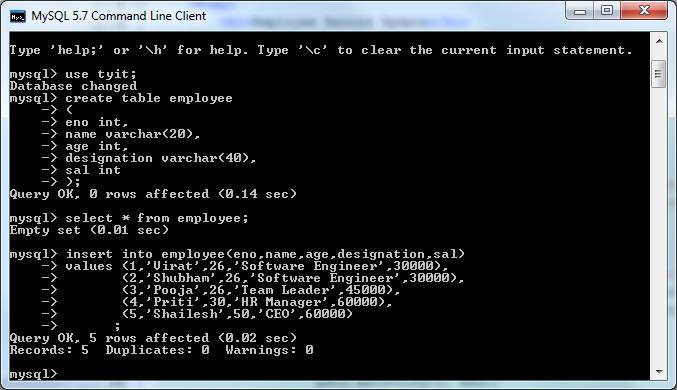 MySQL 5.7 Command Line Client
Type 'help;' or '\h' for help. Type '\c' to clear the current input statement.
mysql> use tyit;
Database changed
mysql> create table employee
    -> (
    -> eno int,
    -> name varchar(20),
    -> age int,
    -> designation varchar(40),
    -> sal int
    -> );
Query OK, 0 rows affected (0.14 sec)
mysql> select * from employee;
Empty set (0.01 sec)
mysql> insert into employee(eno,name,age,designation,sal)
    -> values (1,'Virat',26,'Software Engineer',30000),
    ->        (2,'Shubham',26,'Software Engineer',30000),
    ->        (3,'Pooja',26,'Team Leader',45000),
    ->        (4,'Priti',30,'HR Manager',60000),
    ->        (5,'Shailesh',50,'CEO',60000)
    ->        ;
Query OK, 5 rows affected (0.02 sec)
Records: 5  Duplicates: 0  Warnings: 0
mysql>